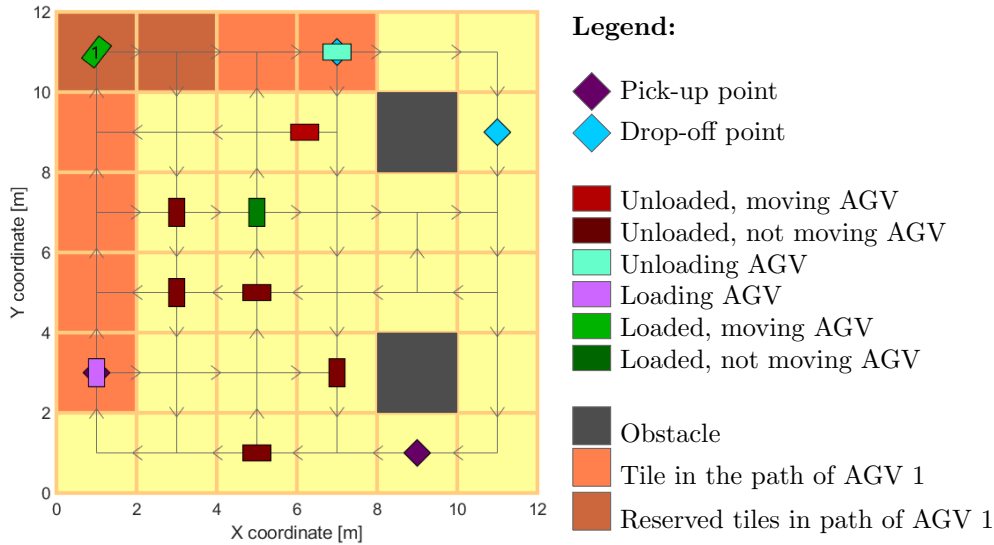 12
10
8
6
4
2
0
0 2 4 6 8 10 12
Y coordinate [m]
X coordinate [m]
1
Legend:
Pick-up point
Drop-off point
Unloaded, moving AGV
Unloaded, not moving AGV
Unloading AGV
Loading AGV
Loaded, moving AGV
Loaded, not moving AGV
Obstacle
Tile in the path of AGV 1
Reserved tiles in path of AGV 1